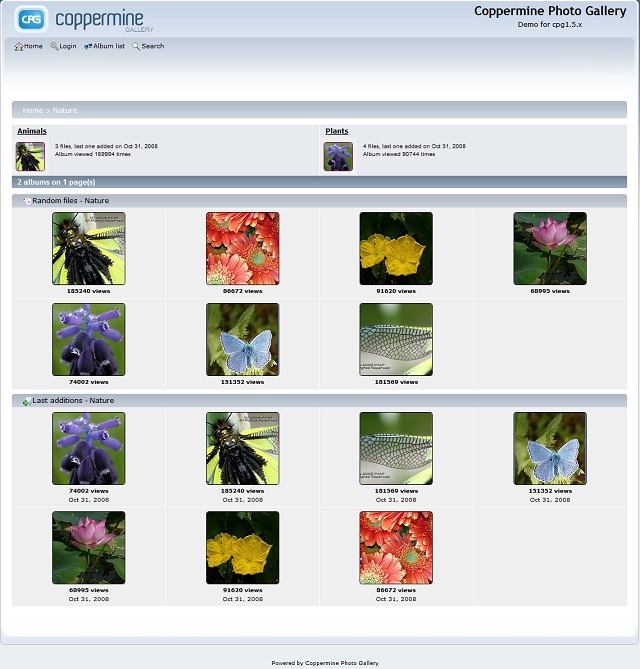 CPG coppermine
GALLERY
Coppermine Photo Gallery
Demo for cpg1.5.x
Home Login Album list Search
Home > Nature
Animals
3 files, last one added on Oct 31, 2008
Album viewed 189994 times
Plants
4 files, last one added on Oct 31, 2008
Album viewed 90744 times
2 albums on 1 page(s)
Random files - Nature
185240 views 86672 views 91620 views 68995 views
74002 views 151352 views 181569 views
Last additions - Nature
74002 views 185240 views 181569 views 151352 views
Oct 31, 2008 Oct 31, 2008 Oct 31, 2008 Oct 31, 2008
68995 views 91620 views 86672 views
Oct 31, 2008 Oct 31, 2008 Oct 31, 2008
Powered by Coppermine Photo Gallery